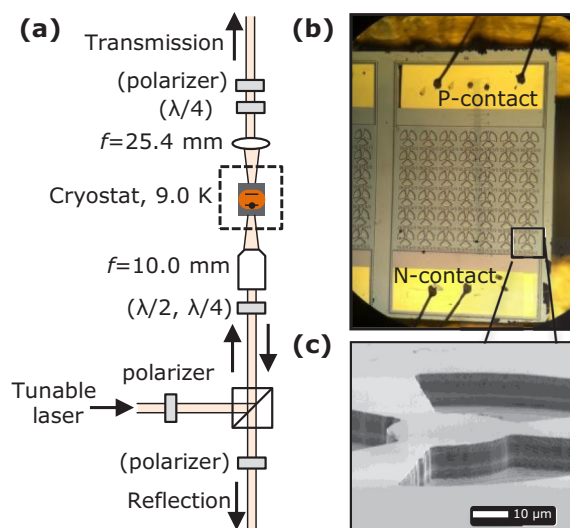 (a)
Transmission
(polarizer)
(λ/4)
f=25.4 mm
Cryostat, 9.0 K
f=10.0 mm
(λ/2, λ/4)
polarizer
Tunable
laser
(polarizer)
Reflection
(b)
P-contact
N-contact
(c)
10 μm